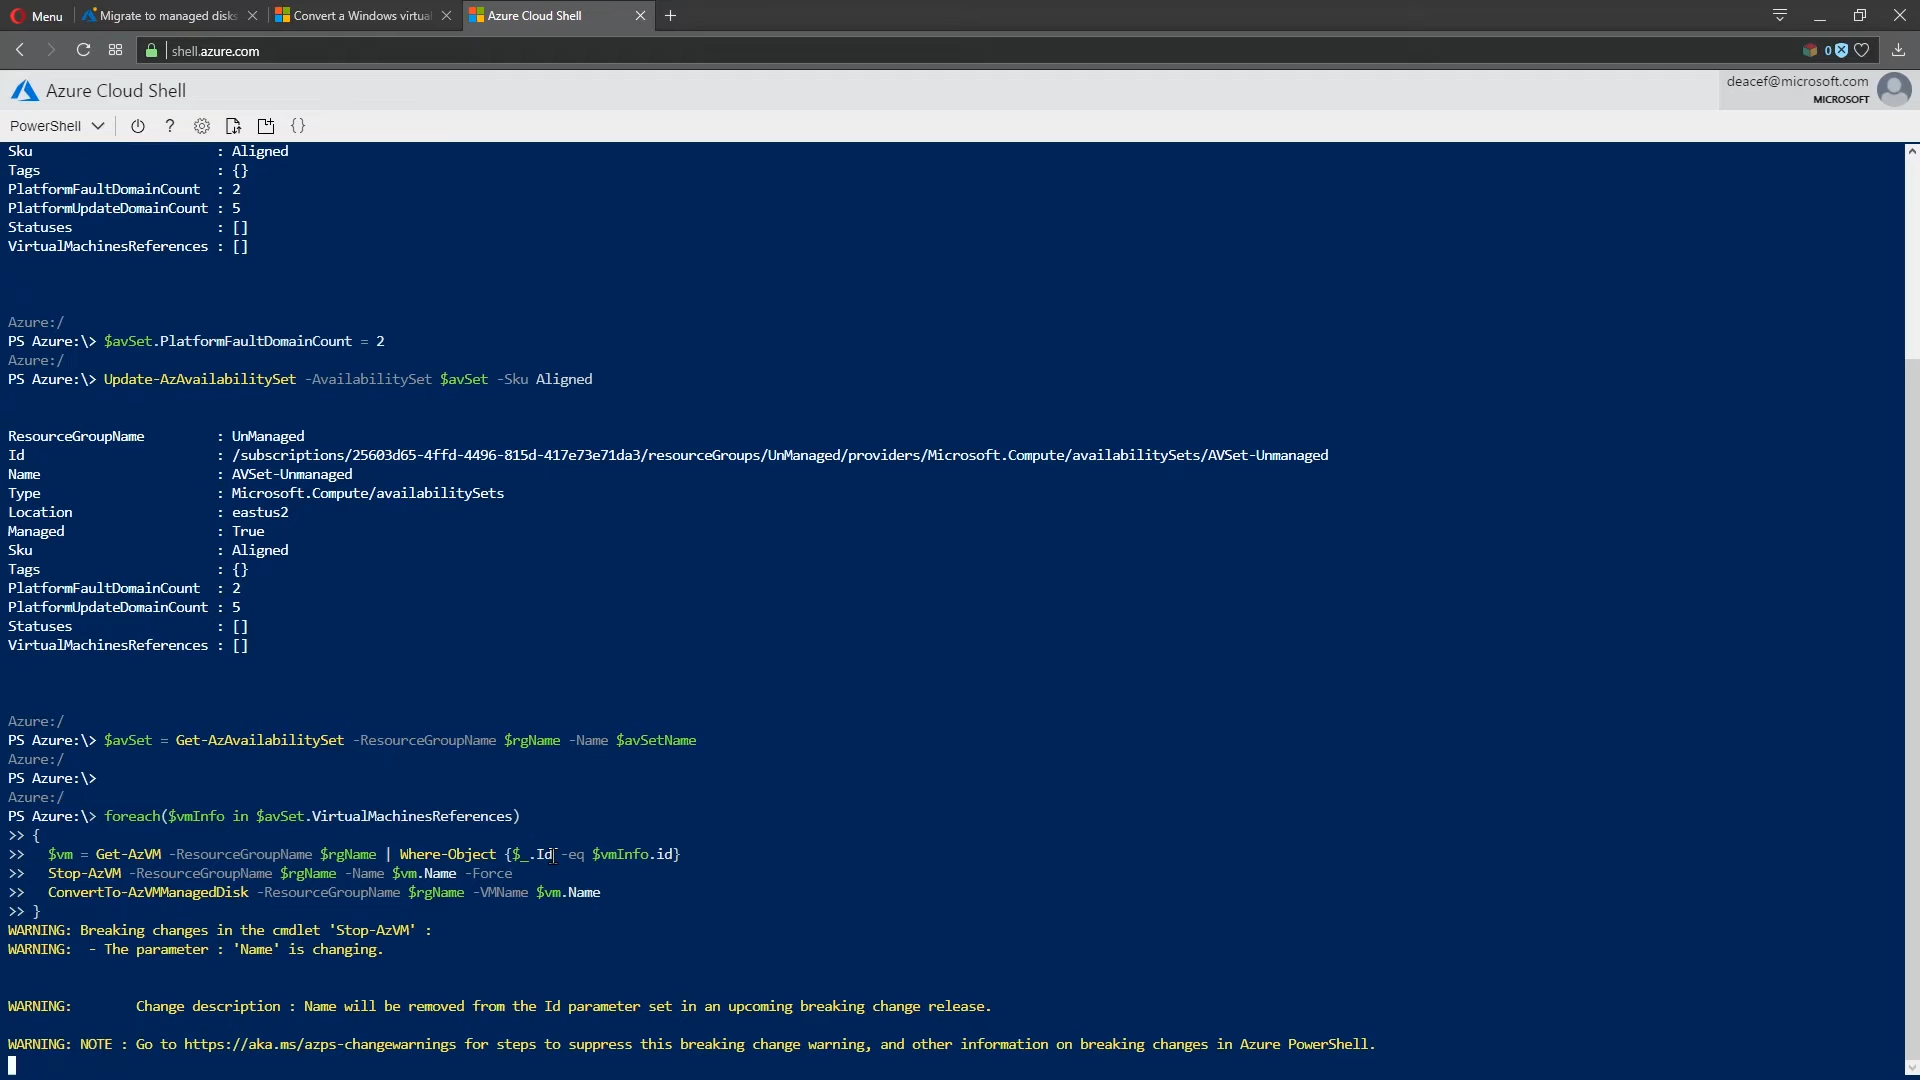 Menu
Migrate to managed disks
Convert a Windows virtual
Azure Cloud Shell
shell.azure.com
0
Azure Cloud Shell
deacef@microsoft.com
MICROSOFT
PowerShell
?
{}
Sku : Aligned
Tags : {}
PlatformFaultDomainCount : 2
PlatformUpdateDomainCount : 5
Statuses : []
VirtualMachinesReferences : []
Azure:/
PS Azure:\> $avSet.PlatformFaultDomainCount = 2
Azure:/
PS Azure:\> Update-AzAvailabilitySet -AvailabilitySet $avSet -Sku Aligned
ResourceGroupName : UnManaged
Id : /subscriptions/25603d65-4ffd-4496-815d-417e73e71da3/resourceGroups/UnManaged/providers/Microsoft.Compute/availabilitySets/AVSet-Unmanaged
Name : AVSet-Unmanaged
Type : Microsoft.Compute/availabilitySets
Location : eastus2
Managed : True
Sku : Aligned
Tags : {}
PlatformFaultDomainCount : 2
PlatformUpdateDomainCount : 5
Statuses : []
VirtualMachinesReferences : []
Azure:/
PS Azure:\> $avSet = Get-AzAvailabilitySet -ResourceGroupName $rgName -Name $avSetName
Azure:/
PS Azure:\>
Azure:/
PS Azure:\> foreach($vmInfo in $avSet.VirtualMachinesReferences)
>> {
>> $vm = Get-AzVM -ResourceGroupName $rgName | Where-Object {$_.Id -eq $vmInfo.id}
>> Stop-AzVM -ResourceGroupName $rgName -Name $vm.Name -Force
>> ConvertTo-AzVMManagedDisk -ResourceGroupName $rgName -VMName $vm.Name
>> }
WARNING: Breaking changes in the cmdlet 'Stop-AzVM' :
WARNING: - The parameter : 'Name' is changing.
WARNING: Change description : Name will be removed from the Id parameter set in an upcoming breaking change release.
WARNING: NOTE : Go to https://aka.ms/azps-changewarnings for steps to suppress this breaking change warning, and other information on breaking changes in Azure PowerShell.